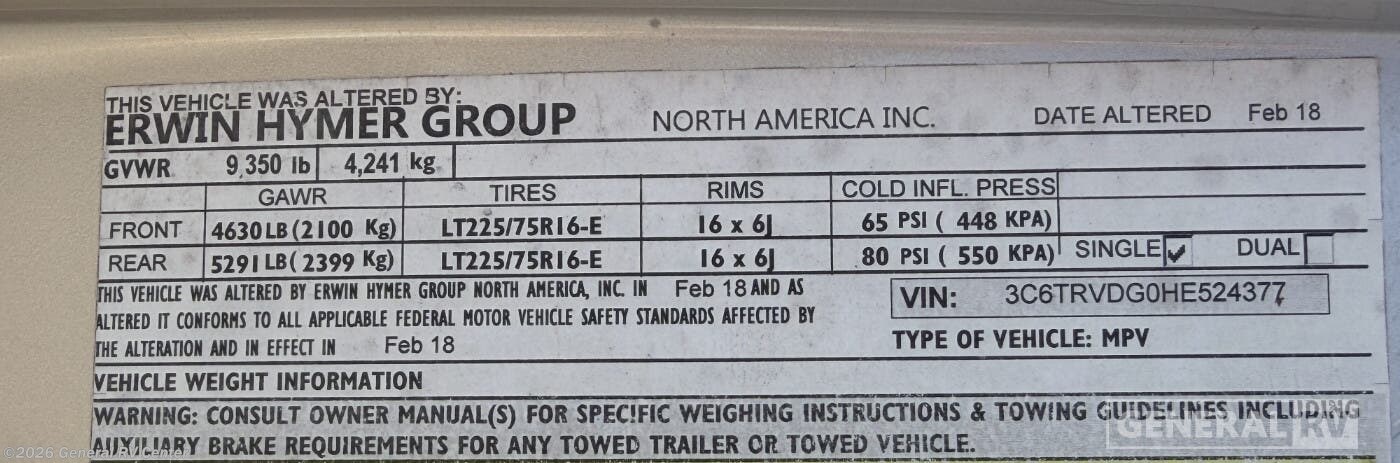 THIS VEHICLE WAS ALTERED BY:
ERWIN HYMER GROUP NORTH AMERICA INC. DATE ALTERED Feb 18
GVWR 9,350 lb 4,241 kg
GAWR TIRES RIMS COLD INFL. PRESS
FRONT 4630LB(2100 Kg) LT225/75R16-E 16 x 6J 65 PSI ( 448 KPA)
REAR 5291LB(2399 Kg) LT225/75R16-E 16 x 6J 80 PSI ( 550 KPA) SINGLE ✓ DUAL
THIS VEHICLE WAS ALTERED BY ERWIN HYMER GROUP NORTH AMERICA, INC. IN Feb 18 AND AS
ALTERED IT CONFORMS TO ALL APPLICABLE FEDERAL MOTOR VEHICLE SAFETY STANDARDS AFFECTED BY
THE ALTERATION AND IN EFFECT IN Feb 18
VIN: 3C6TRVDG0HE524377
TYPE OF VEHICLE: MPV
VEHICLE WEIGHT INFORMATION
WARNING: CONSULT OWNER MANUAL(S) FOR SPECIFIC WEIGHING INSTRUCTIONS & TOWING GUIDELINES INCLUDING
AUXILIARY BRAKE REQUIREMENTS FOR ANY TOWED TRAILER OR TOWED VEHICLE.
GENERAL RV
©2026 General RV Center